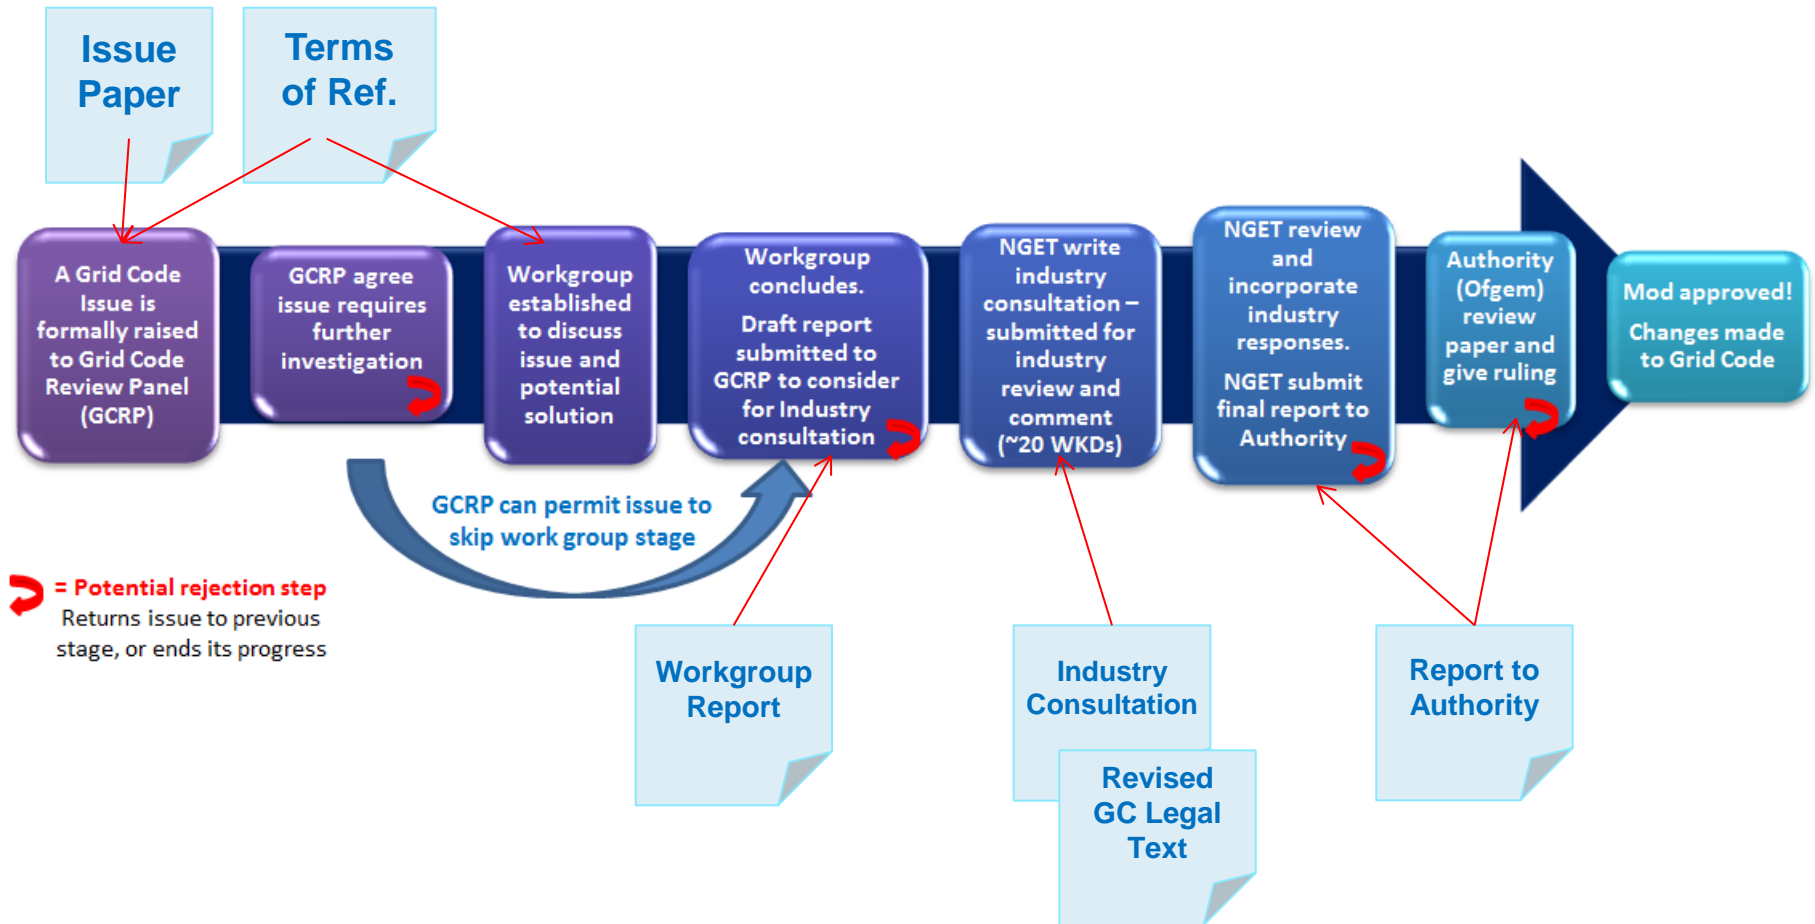 Issue
Paper
Terms
of Ref.
A Grid Code
Issue is
formally raised
to Grid Code
Review Panel
(GCRP)
GCRP agree
issue requires
further
investigation
Workgroup
established
to discuss
issue and
potential
solution
Workgroup
concludes.
Draft report
submitted to
GCRP to consider
for Industry
consultation
NGET write
industry
consultation –
submitted for
industry
review and
comment
(~20 WKDs)
NGET review
and
incorporate
industry
responses.
NGET submit
final report to
Authority
Authority
(Ofgem)
review
paper and
give ruling
Mod approved!
Changes made
to Grid Code
GCRP can permit issue to
skip work group stage
= Potential rejection step
Returns issue to previous
stage, or ends its progress
Workgroup
Report
Industry
Consultation
Revised
GC Legal
Text
Report to
Authority